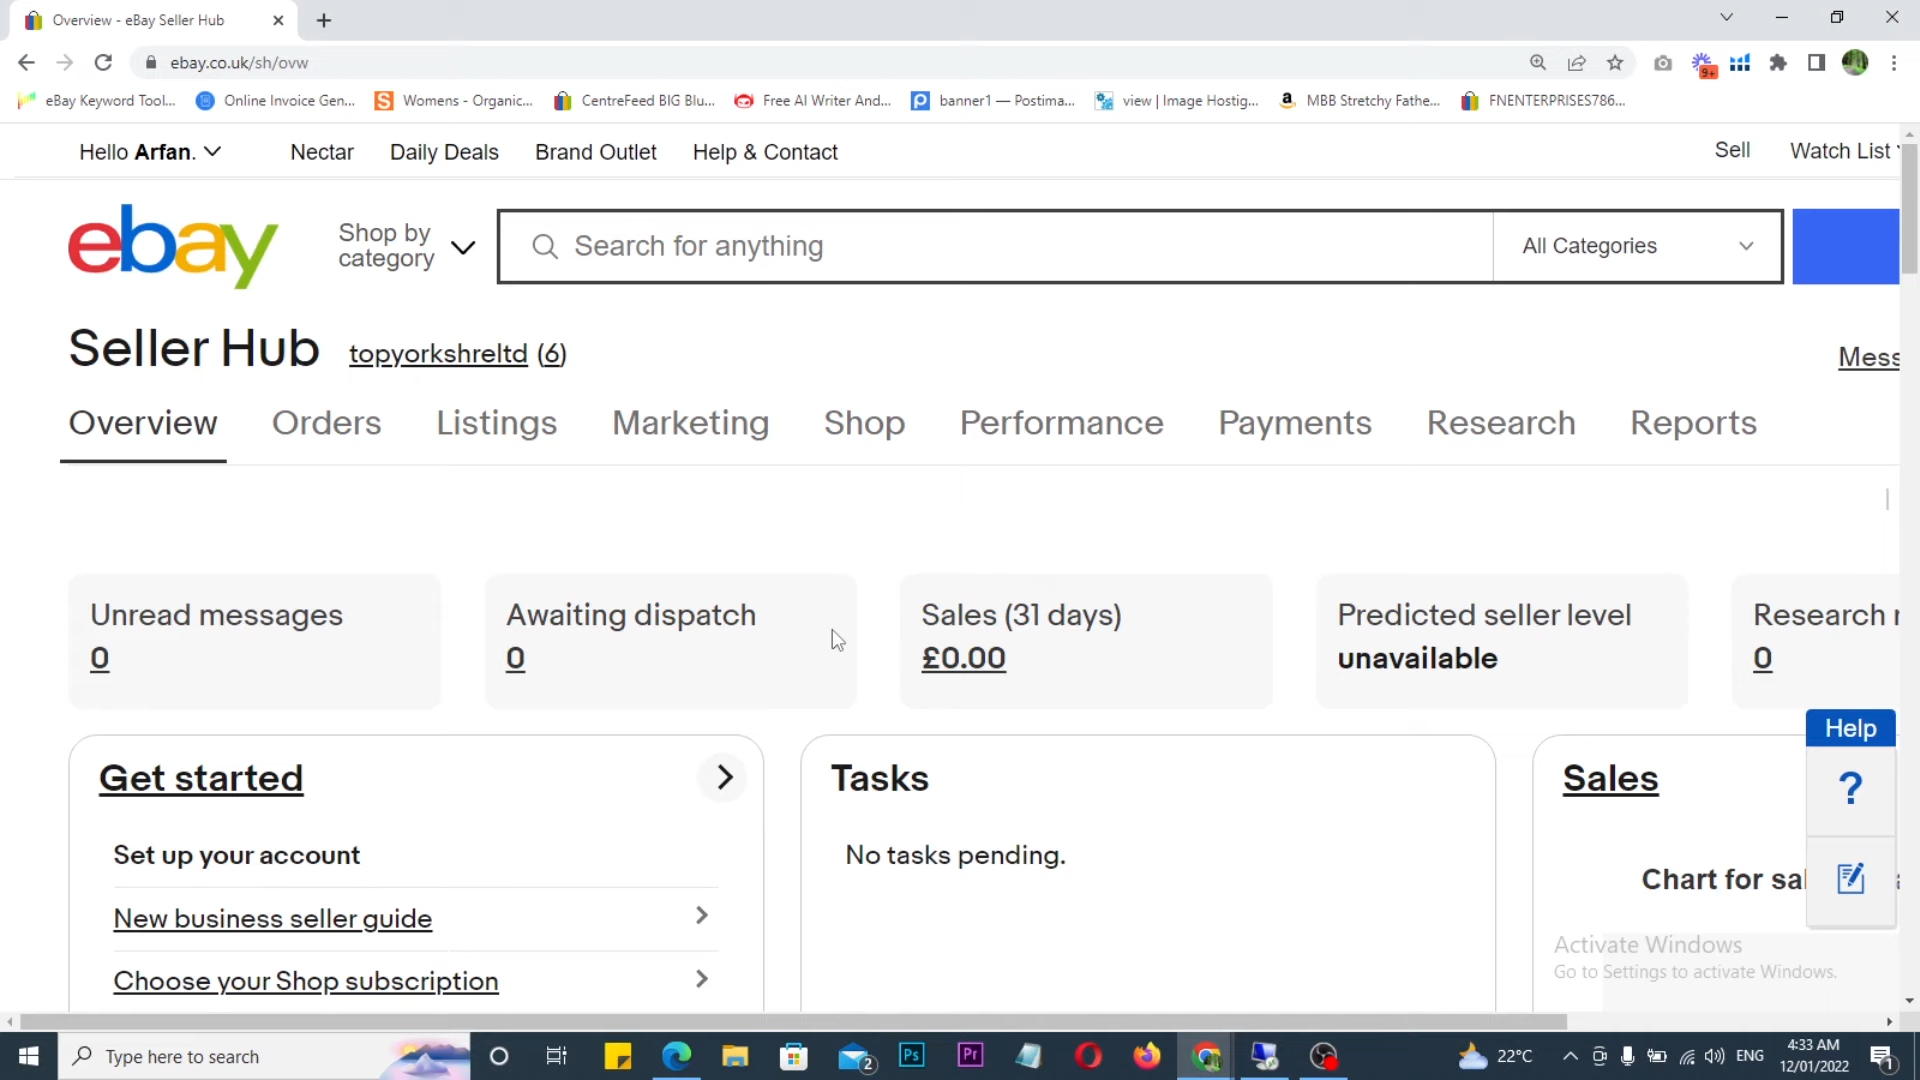 Overview - eBay Seller Hub
ebay.co.uk/sh/ovw
9+
eBay Keyword Tool... Online Invoice Gen... Womens - Organic... CentreFeed BIG Blu... Free AI Writer And... banner1 — Postima... view | Image Hostig... MBB Stretchy Fathe... FNENTERPRISES786...
Hello Arfan. Nectar Daily Deals Brand Outlet Help & Contact Sell Watch List
ebay
Shop by
category
Search for anything All Categories
Seller Hub topyorkshreltd (6) Mess
Overview Orders Listings Marketing Shop Performance Payments Research Reports
Unread messages Awaiting dispatch Sales (31 days) Predicted seller level Research
0 0 £0.00 unavailable 0
Help
?
Get started Tasks Sales
Set up your account No tasks pending.
Chart for sal
New business seller guide
Choose your Shop subscription
Activate Windows
Go to Settings to activate Windows.
Type here to search 2 Ps Pr 22°C ENG 4:33 AM
12/01/2022 1